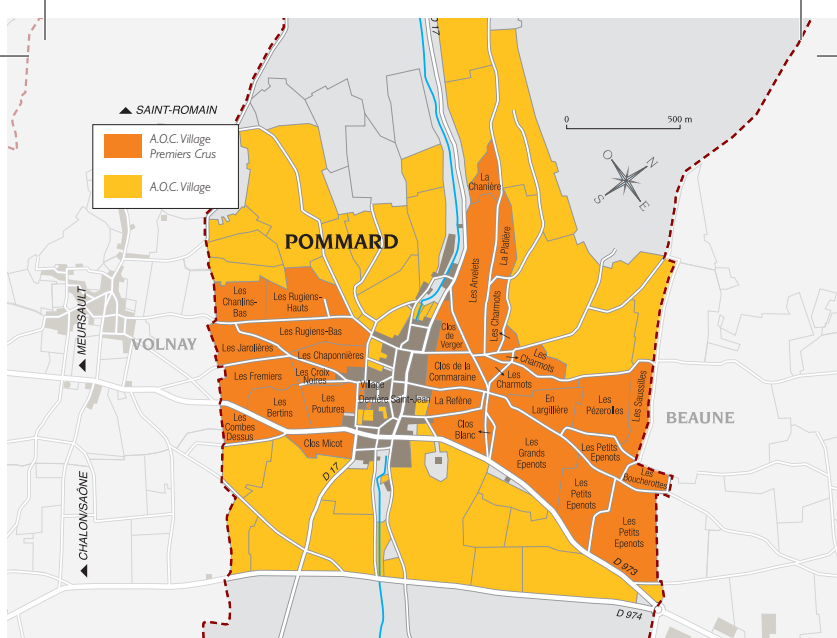 D 17
SAINT-ROMAIN
A.O.C. Village
Premiers Crus
A.O.C. Village
0
500 m
O
N
S
E
La
Chanière
POMMARD
La Platière
Les Arvelets
Les
Chanlins-
Bas
Les Rugiens-
Hauts
Les Charmots
MEURSAULT
VOLNAY
Les Rugiens-Bas
Clos
de
Verger
Les Jarolières
Les Chaponnières
Les
Charmots
Les Fremiers
Les Croix
Noires
Village
Clos de la
Commaraine
Les
Charmots
Les Saussilles
Les
Bertins
Les
Poutures
Derrière Saint-Jean
La Refène
En
Largillière
Les
Pézerolles
BEAUNE
Les
Combes
Dessus
Clos Micot
Clos
Blanc
Les
Grands
Epenots
Les Petits
Epenots
Les
Boucherottes
D 17
Les
Petits
Epenots
Les
Petits
Epenots
CHALON/SAÔNE
D 973
D 974